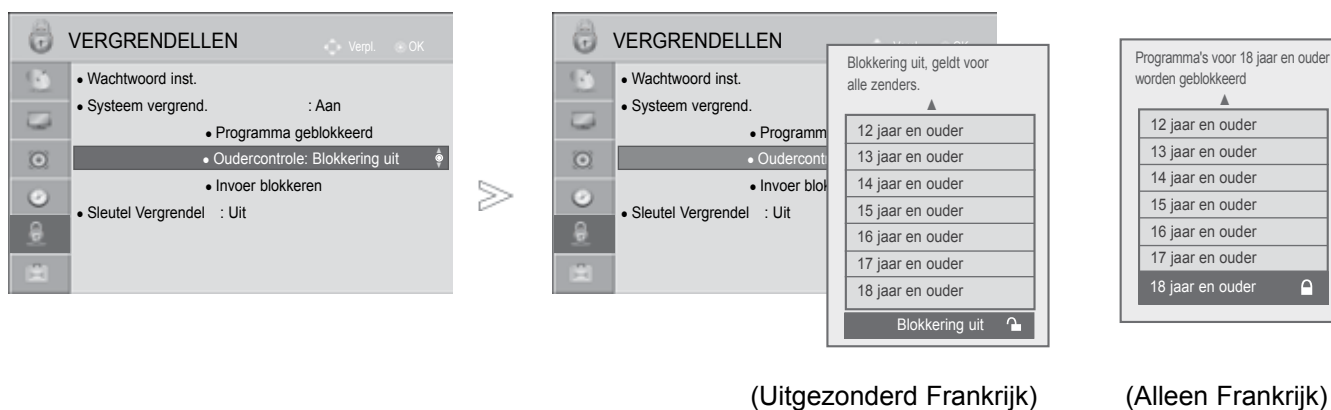 VERGRENDELLEN
Verpl. OK
• Wachtwoord inst.
• Systeem vergrend. : Aan
• Programma geblokkeerd
• Oudercontrole: Blokkering uit
• Invoer blokkeren
• Sleutel Vergrendel : Uit
VERGRENDELLEN
• Wachtwoord inst.
• Systeem vergrend.
• Programm
• Oudercont
• Invoer blok
• Sleutel Vergrendel : Uit
Blokkering uit, geldt voor
alle zenders.
12 jaar en ouder
13 jaar en ouder
14 jaar en ouder
15 jaar en ouder
16 jaar en ouder
17 jaar en ouder
18 jaar en ouder
Blokkering uit
(Uitgezonderd Frankrijk)
Programma's voor 18 jaar en ouder
worden geblokkeerd
12 jaar en ouder
13 jaar en ouder
14 jaar en ouder
15 jaar en ouder
16 jaar en ouder
17 jaar en ouder
18 jaar en ouder
(Alleen Frankrijk)